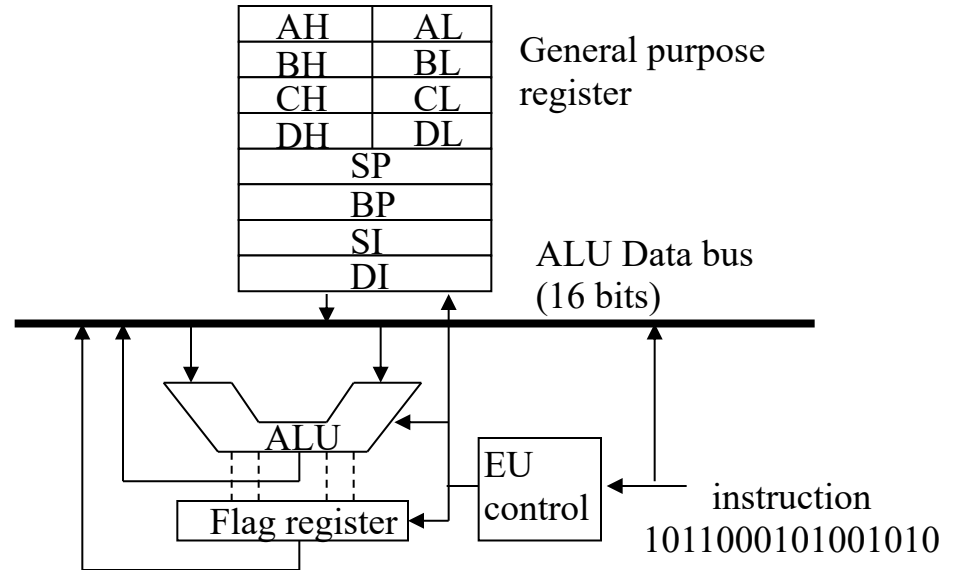 AH AL
BH BL
CH CL
DH DL
SP
BP
SI
DI
General purpose
register
ALU Data bus
(16 bits)
ALU
Flag register
EU
control
instruction
1011000101001010